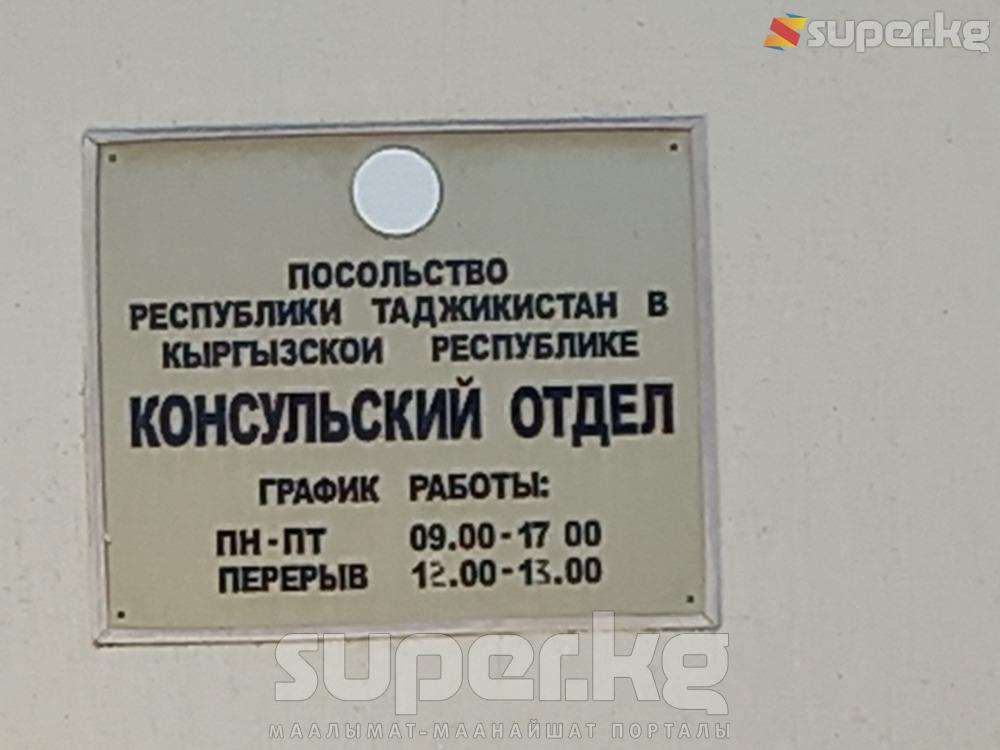 super.kg
ПОСОЛЬСТВО
РЕСПУБЛИКИ ТАДЖИКИСТАН В
КЫРГЫЗСКОИ РЕСПУБЛИКЕ
КОНСУЛЬСКИЙ ОТДЕЛ
ГРАФИК РАБОТЫ:
ПН-ПТ 09.00-17 00
ПЕРЕРЫВ 12.00-13.00
super.kg
МААЛЫМАТ-МААНАЙШАТ ПОРТАЛЫ